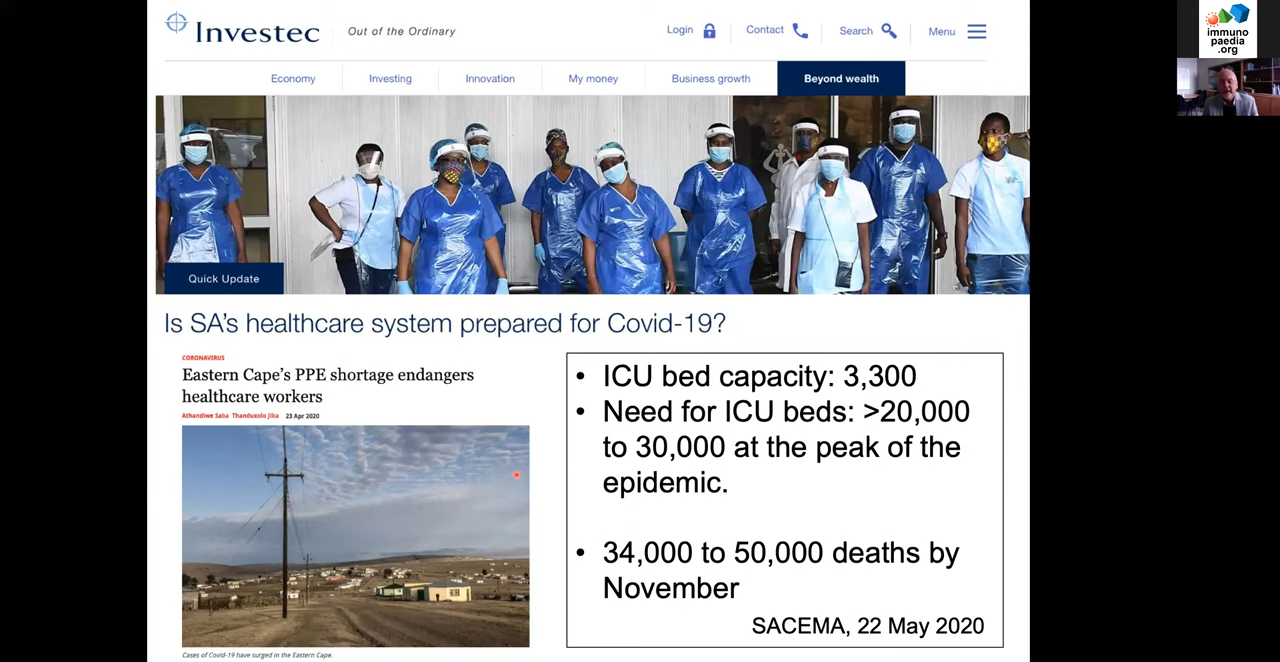 Investec
Out of the Ordinary
Login
Contact
Search
Menu
immuno
paedia
.org
Economy
Investing
Innovation
My money
Business growth
Beyond wealth
Quick Update
Is SA's healthcare system prepared for Covid-19?
CORONAVIRUS
Eastern Cape's PPE shortage endangers
healthcare workers
Athandiwe Saba Thanduxolo Jika 23 Apr 2020
Cases of Covid-19 have surged in the Eastern Cape.
• ICU bed capacity: 3,300
• Need for ICU beds: >20,000
to 30,000 at the peak of the
epidemic.
• 34,000 to 50,000 deaths by
November
SACEMA, 22 May 2020